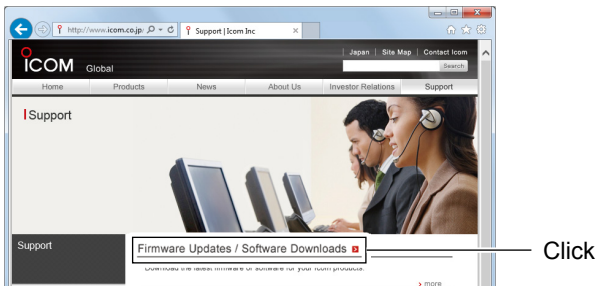 http://www.icom.co.jp/
Support | Icom Inc
Japan | Site Map | Contact Icom
ICOM Global
Search
Home Products News About Us Investor Relations Support
Support
Support
Firmware Updates / Software Downloads
Click
Download the latest firmware or software for your Icom products.
more